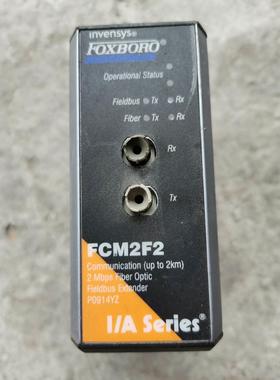 invensys®
FOXBORO®
Operational Status
Fieldbus Tx Rx
Fiber Tx Rx
Rx
Tx
FCM2F2
Communication (up to 2km)
2 Mbps Fiber Optic
Fieldbus Extender
P0914YZ
I/A Series®